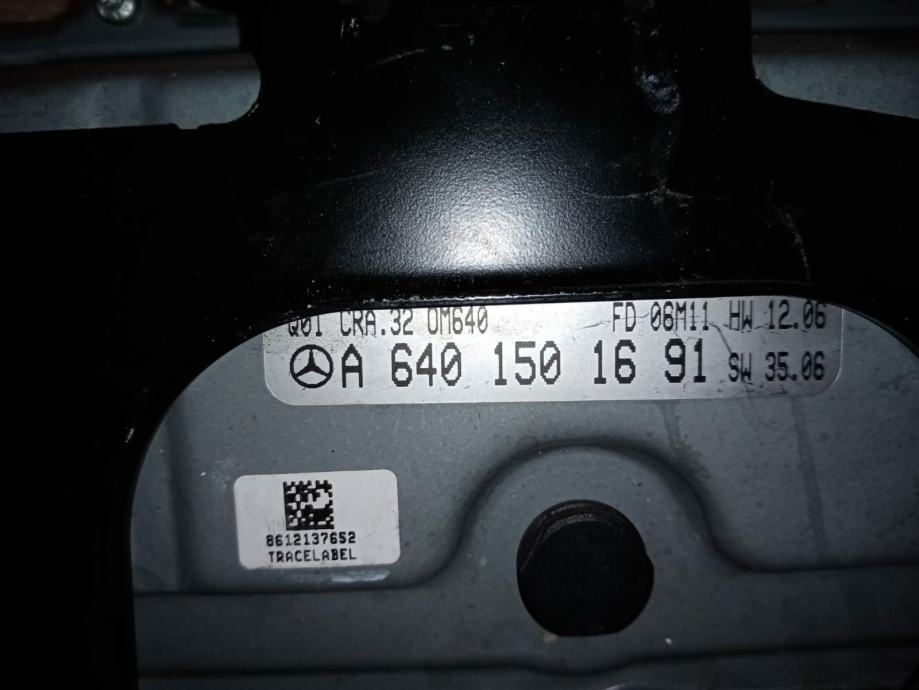 Q01 CRA.32 OM640 FD 06M11 HW 12.06
A 640 150 16 91 SW 35.06
8612137652
TRACELABEL